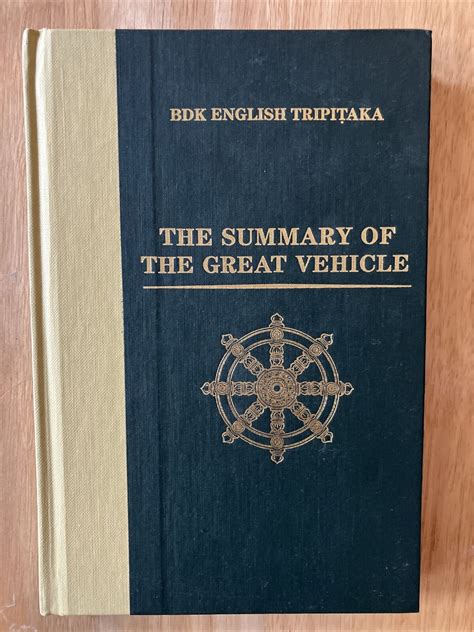 BDK ENGLISH TRIPIṬAKA
THE SUMMARY OF
THE GREAT VEHICLE